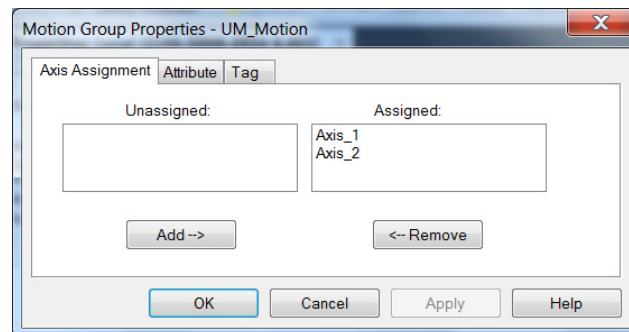 Motion Group Properties - UM_Motion
Axis Assignment Attribute Tag
Unassigned: Assigned:
Axis_1
Axis_2
Add --> <-- Remove
OK Cancel Apply Help